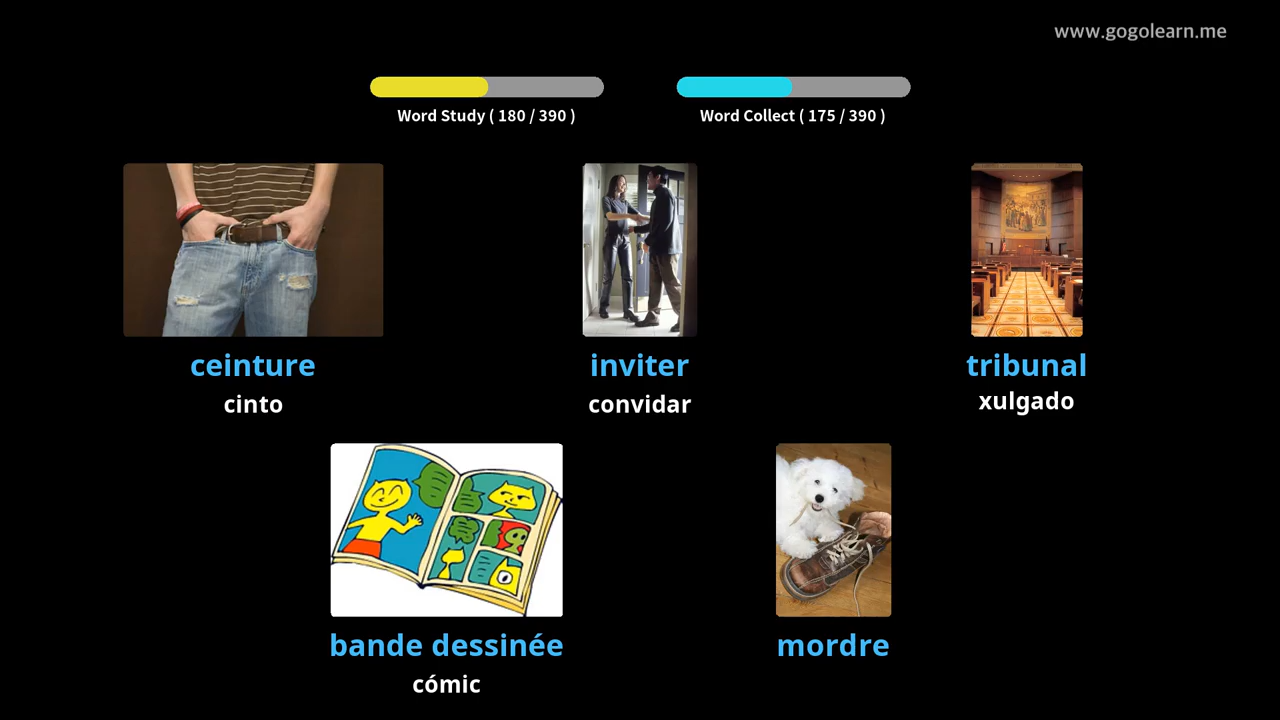 www.gogolearn.me
Word Study ( 180 / 390 )
Word Collect ( 175 / 390 )
ceinture
cinto
inviter
convidar
tribunal
xulgado
bande dessinée
cómic
mordre